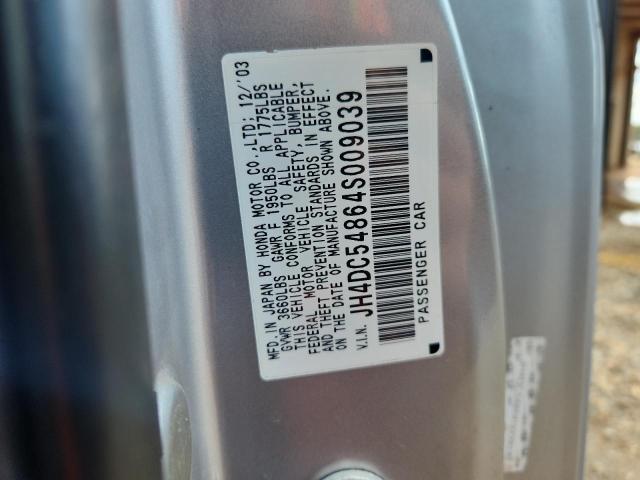 MFD. IN JAPAN BY HONDA MOTOR CO., LTD: 12/'03
GVWR 3660LBS GAWR F 1950LBS R 1775LBS
THIS VEHICLE CONFORMS TO ALL APPLICABLE
FEDERAL MOTOR VEHICLE SAFETY, BUMPER,
AND THEFT PREVENTION STANDARDS IN EFFECT
ON THE DATE OF MANUFACTURE SHOWN ABOVE.
V.I.N. JH4DC54864S009039
PASSENGER CAR